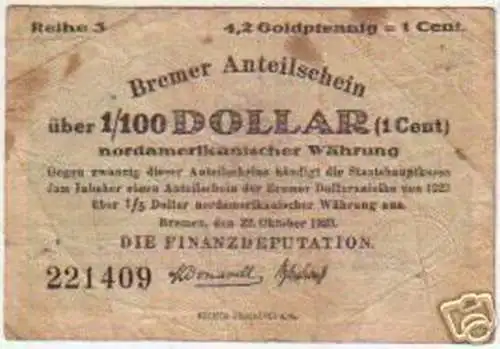 Reihe 3 4,2 Goldpfennig = 1 Cent.
Bremer Anteilschein
über 1/100 DOLLAR (1 Cent)
nordamerikanischer Währung
Gegen zwanzig dieser Anteilscheine händigt die Staatshauptkasse
dem Inhaber einen Anteilschein der Bremer Dollaranleihe von 1923
über 1/5 Dollar nordamerikanischer Währung aus.
Bremen, den 22. Oktober 1923.
DIE FINANZDEPUTATION.
221409